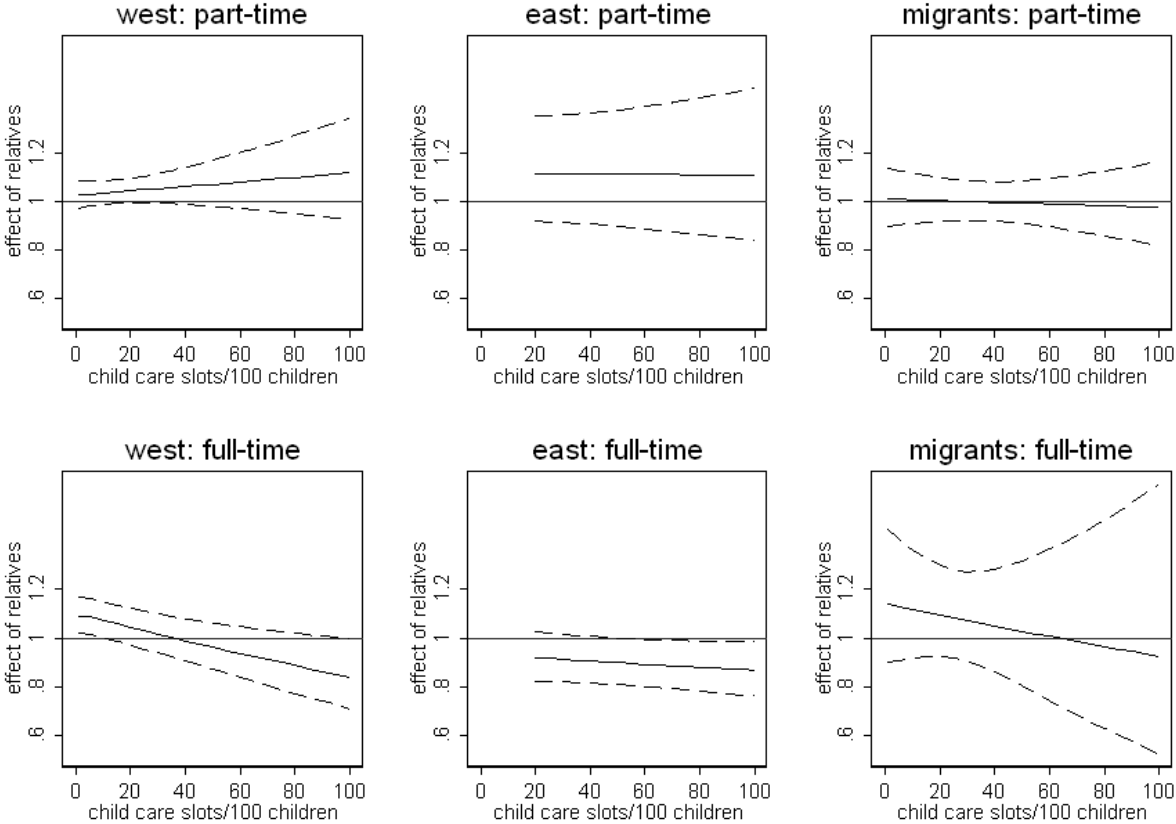 west: part-time
east: part-time
migrants: part-time
effect of relatives
.6 .8 1 1.2
0 20 40 60 80 100
child care slots/100 children
effect of relatives
.6 .8 1 1.2
0 20 40 60 80 100
child care slots/100 children
effect of relatives
.6 .8 1 1.2
0 20 40 60 80 100
child care slots/100 children
west: full-time
east: full-time
migrants: full-time
effect of relatives
.6 .8 1 1.2
0 20 40 60 80 100
child care slots/100 children
effect of relatives
.6 .8 1 1.2
0 20 40 60 80 100
child care slots/100 children
effect of relatives
.6 .8 1 1.2
0 20 40 60 80 100
child care slots/100 children